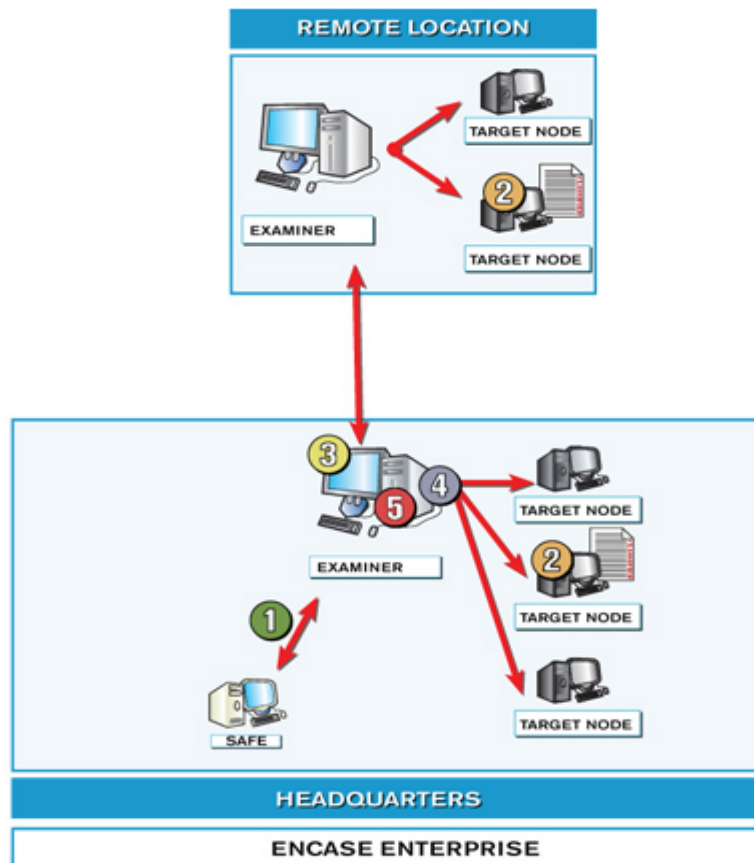 REMOTE LOCATION
TARGET NODE
EXAMINER
2
TARGET NODE
3
4
5
TARGET NODE
EXAMINER
2
TARGET NODE
1
SAFE
TARGET NODE
HEADQUARTERS
ENCASE ENTERPRISE